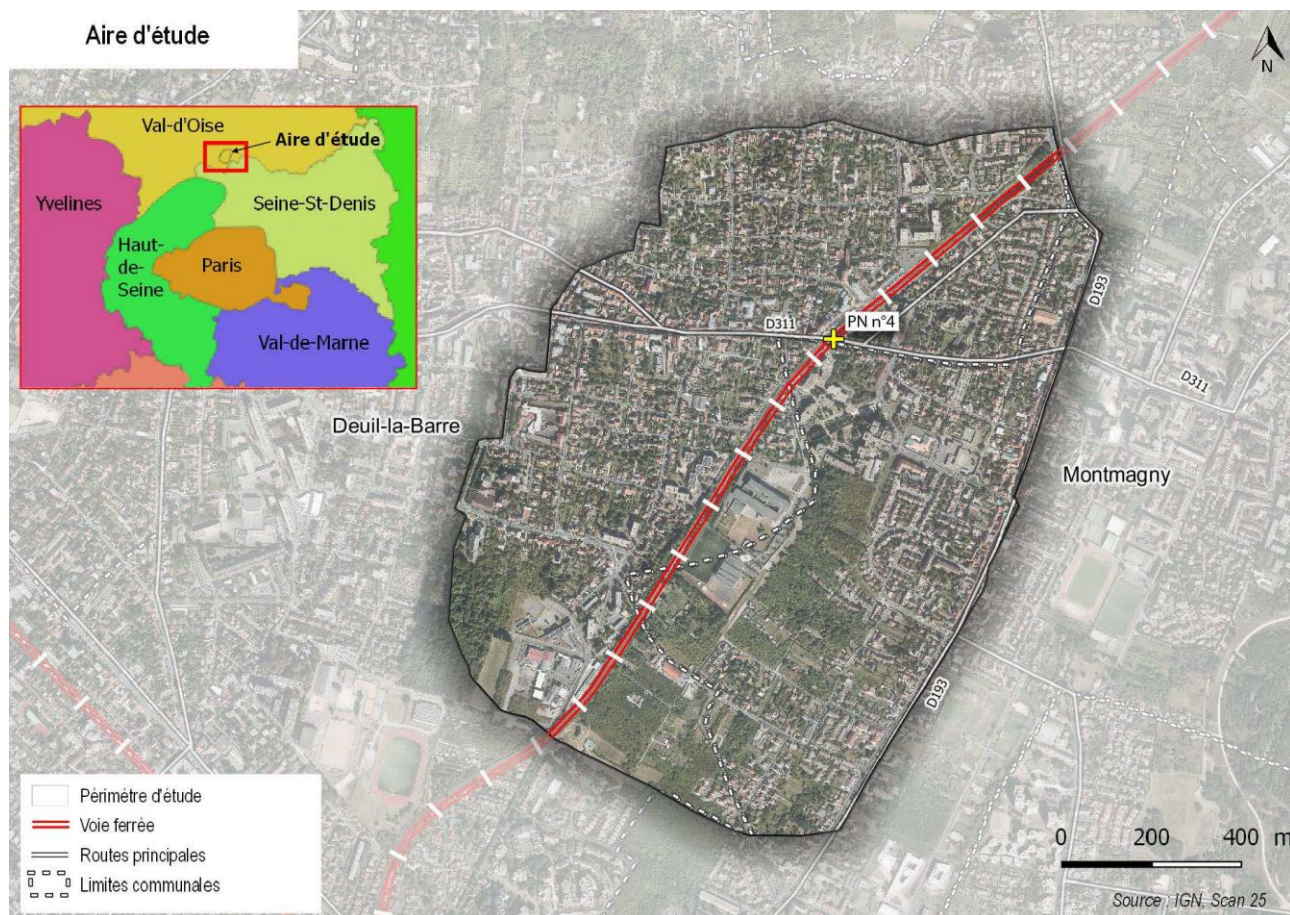 Aire d'étude
N
Val-d'Oise
Aire d'étude
Yvelines
Seine-St-Denis
Haut-
de-
Seine
Paris
Val-de-Marne
D193
D311
PN n°4
D311
Deuil-la-Barre
Montmagny
D193
Périmètre d'étude
Voie ferrée
Routes principales
Limites communales
0 200 400 m
Source : IGN, Scan 25